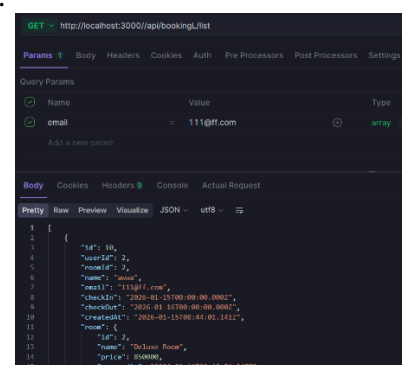 GET http://localhost:3000//api/bookingL/list
Params 1 Body Headers Cookies Auth Pre Processors Post Processors Settings
Query Params
Name Value Type
email = 111@ff.com array
Add a new param
Body Cookies Headers 9 Console Actual Request
Pretty Raw Preview Visualize JSON utf8
1 [
2 {
3 "id": 10,
4 "userId": 2,
5 "roomId": 2,
6 "name": "awwa",
7 "email": "111@ff.com",
8 "checkIn": "2026-01-15T00:00:00.000Z",
9 "checkOut": "2026-01-16T00:00:00.000Z",
10 "createdAt": "2026-01-15T08:44:01.141Z",
11 "room": {
12 "id": 2,
13 "name": "Deluxe Room",
14 "price": 850000,